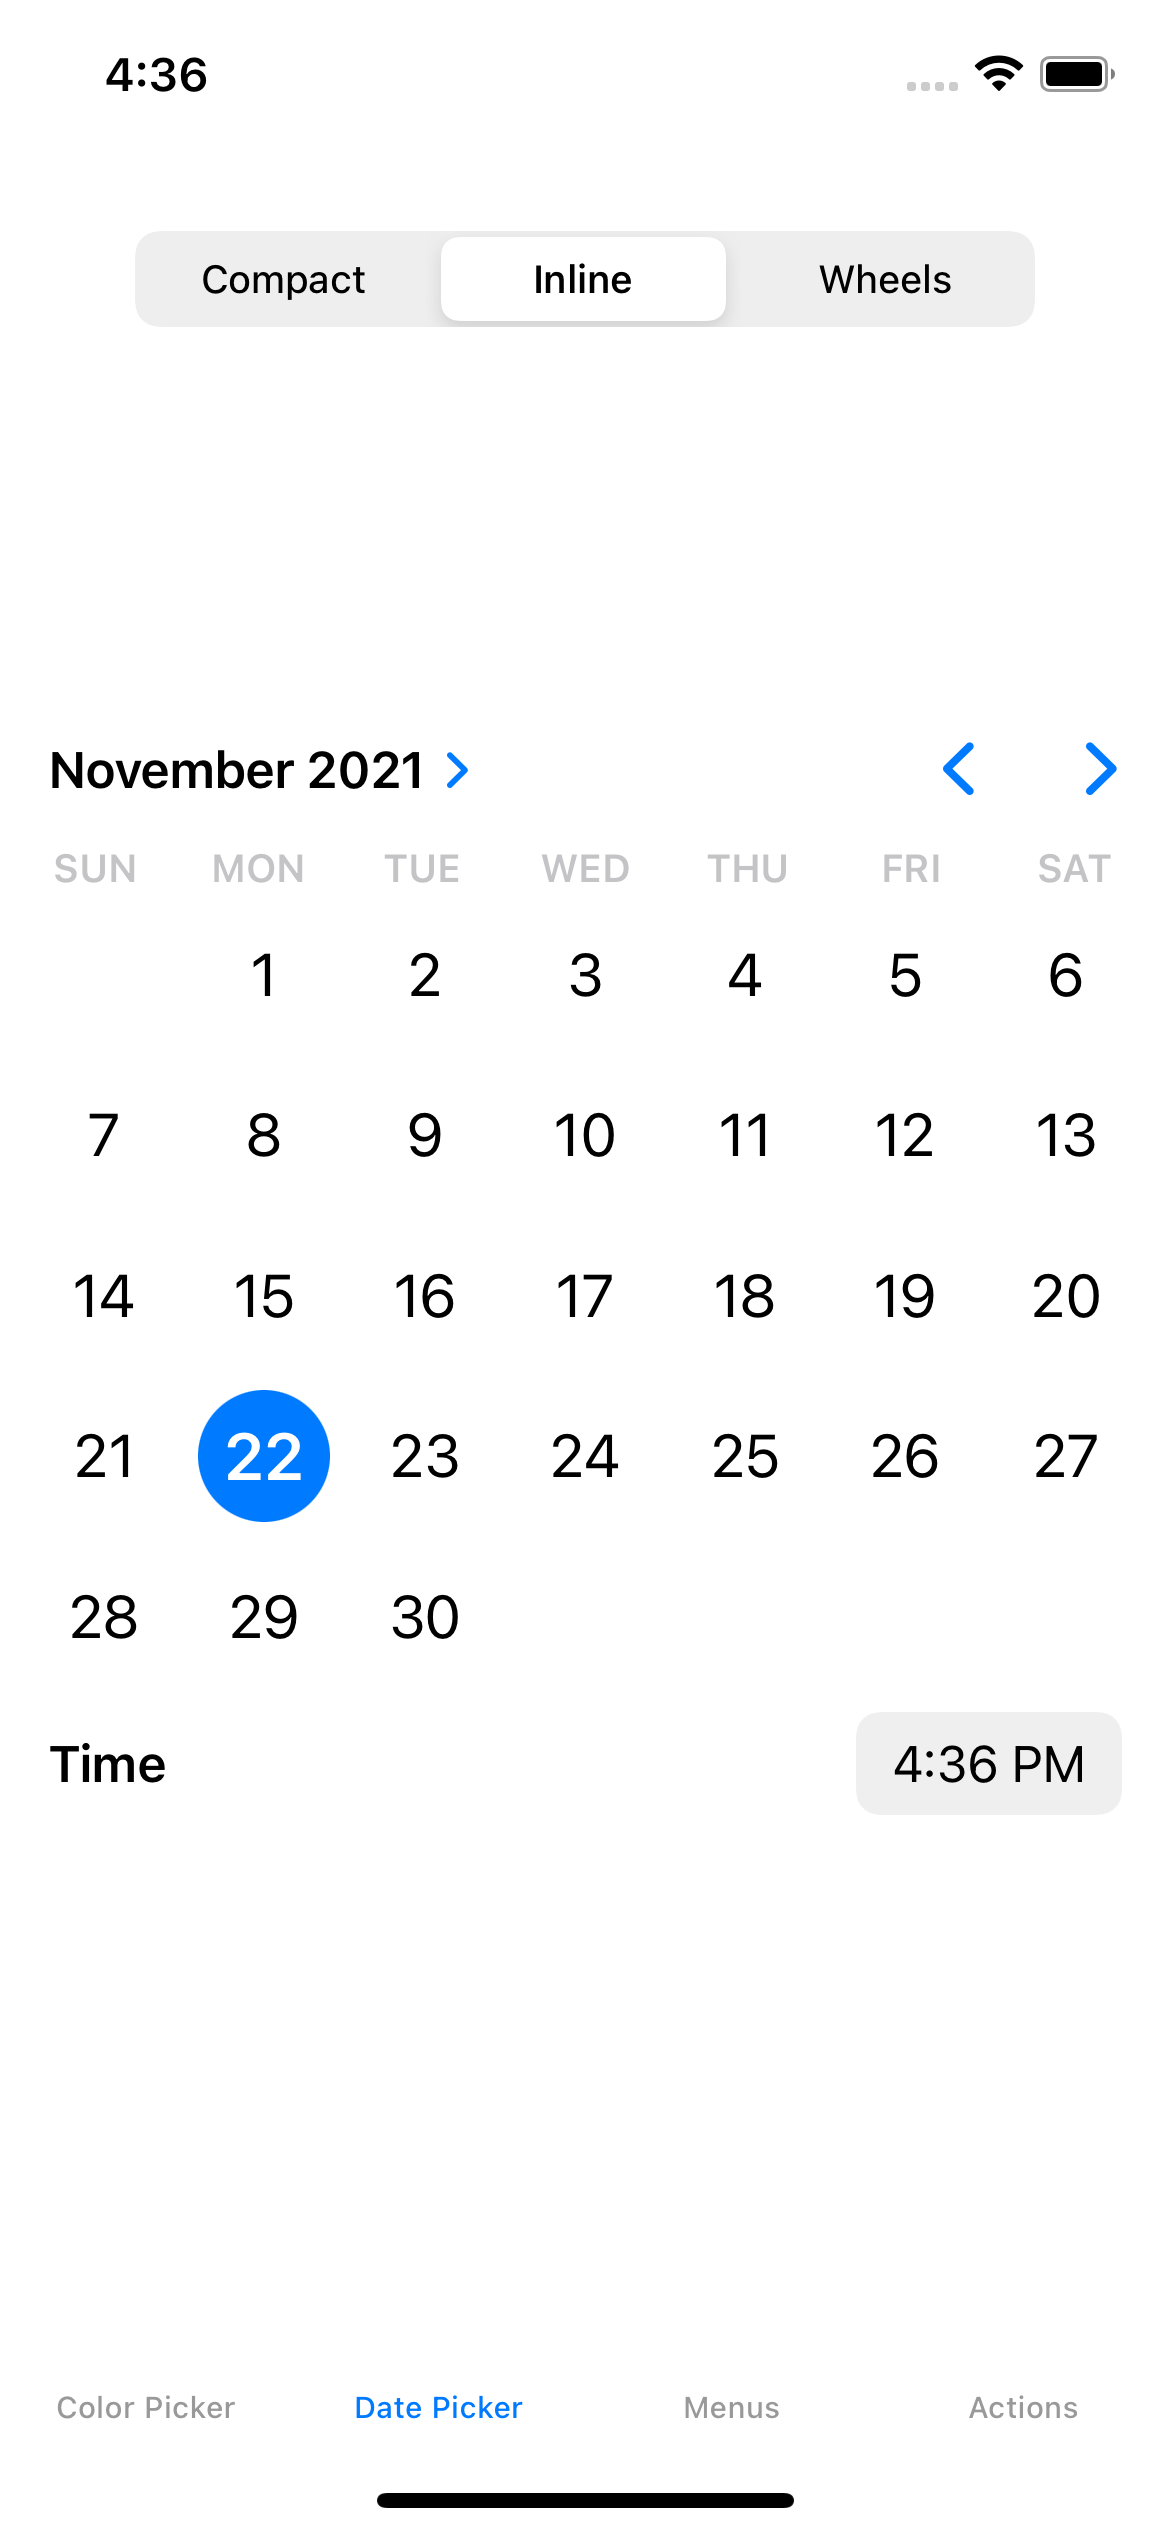 4:36
Compact Inline Wheels
November 2021
SUN MON TUE WED THU FRI SAT
1 2 3 4 5 6
7 8 9 10 11 12 13
14 15 16 17 18 19 20
21 22 23 24 25 26 27
28 29 30
Time 4:36 PM
Color Picker Date Picker Menus Actions